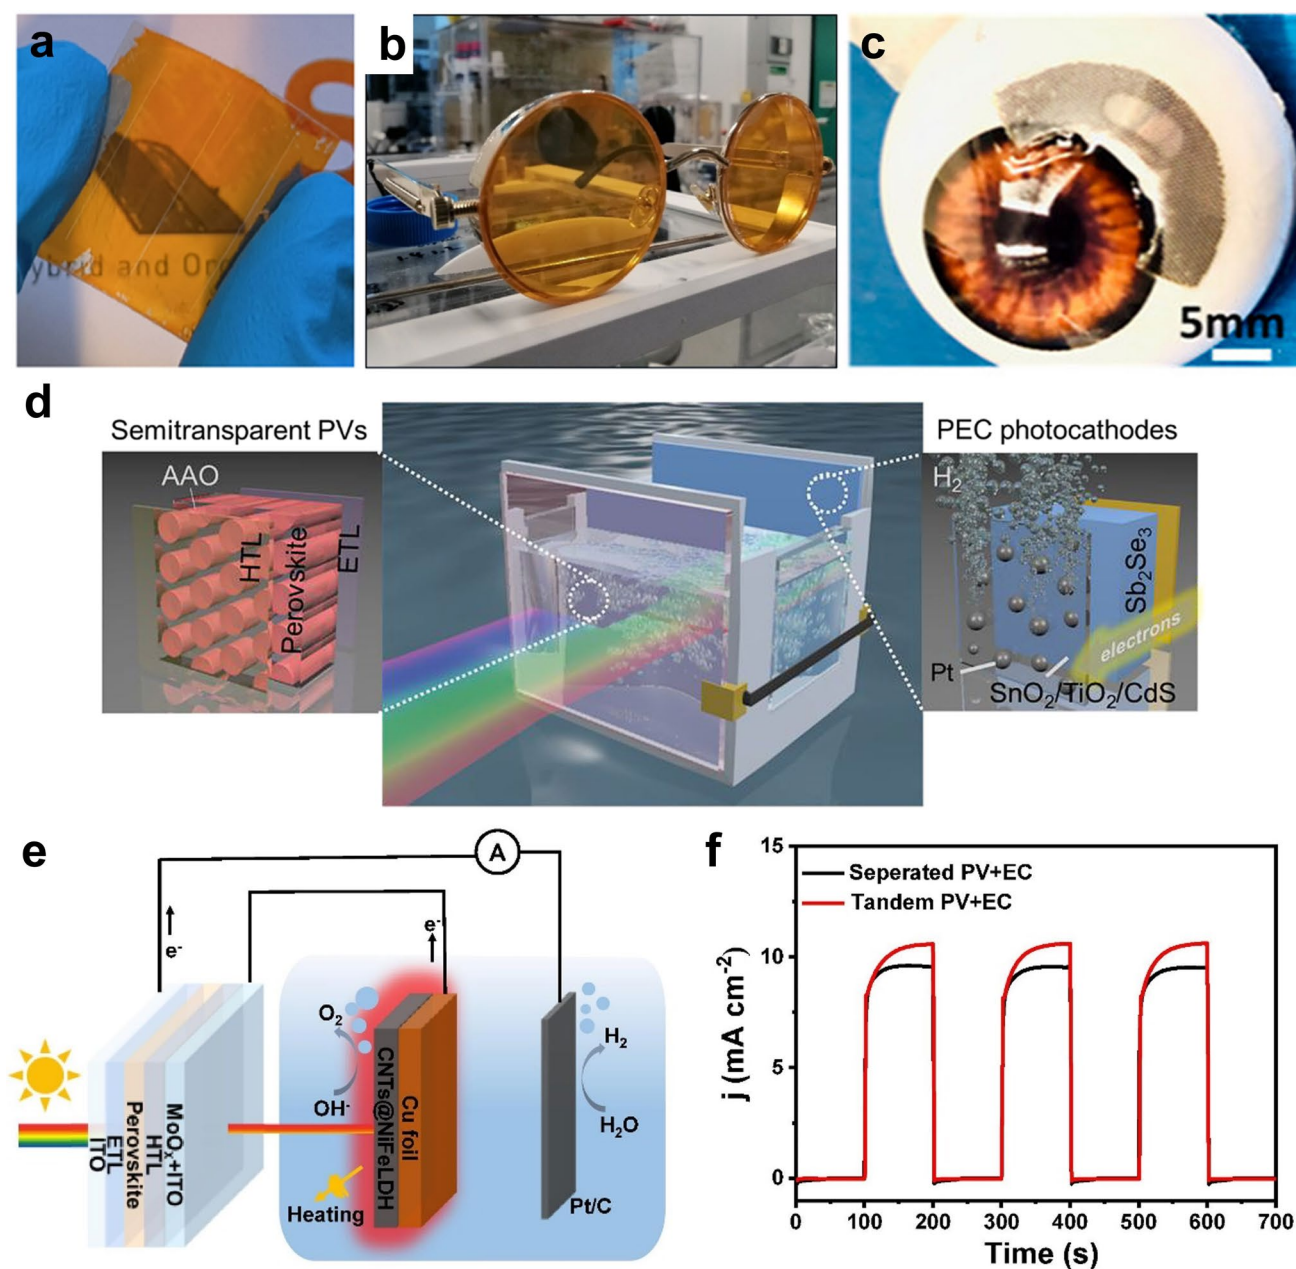 a
b
c
ybrid and Or
5mm
d
Semitransparent PVs
PEC photocathodes
AAO
HTL
Perovskite
ETL
H₂
Sb₂Se₃
electrons
Pt
SnO₂/TiO₂/CdS
e
A
e⁻
e⁻
O₂
OH⁻
CNTs@NiFeLDH
Cu foil
H₂
H₂O
Pt/C
Heating
ITO
ETL
Perovskite
HTL
MoOₓ+ITO
f
Seperated PV+EC
Tandem PV+EC
j (mA cm⁻²)
15
10
5
0
0 100 200 300 400 500 600 700
Time (s)